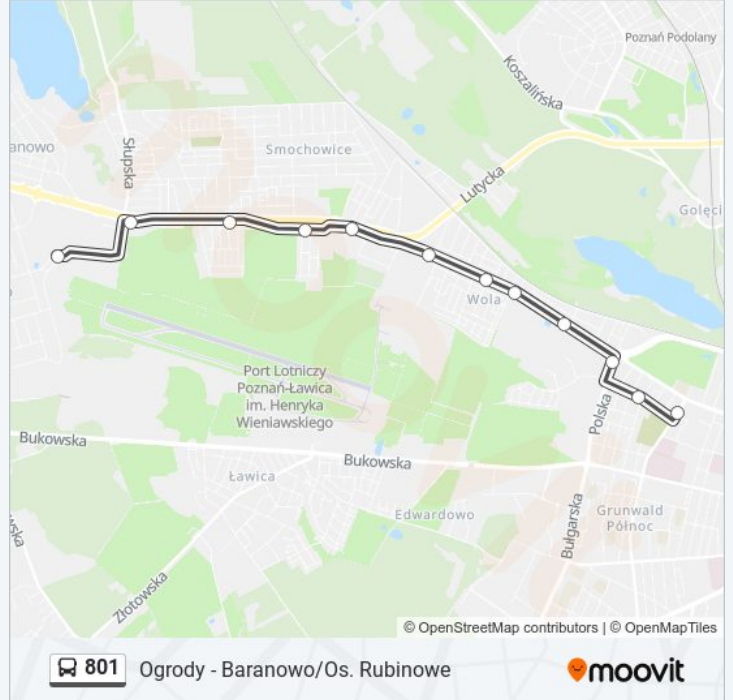 Poznań Podolany
Koszalińska
anowo
Słupska
Smochowice
Lutycka
Golęci
Wola
Port Lotniczy
Poznań-Ławica
im. Henryka
Wieniawskiego
Polska
Bukowska
Bukowska
Ławica
Edwardowo
Bułgarska
Grunwald
Północ
wska
Złotowska
© OpenStreetMap contributors | © OpenMapTiles
801 Ogrody - Baranowo/Os. Rubinowe
moovit